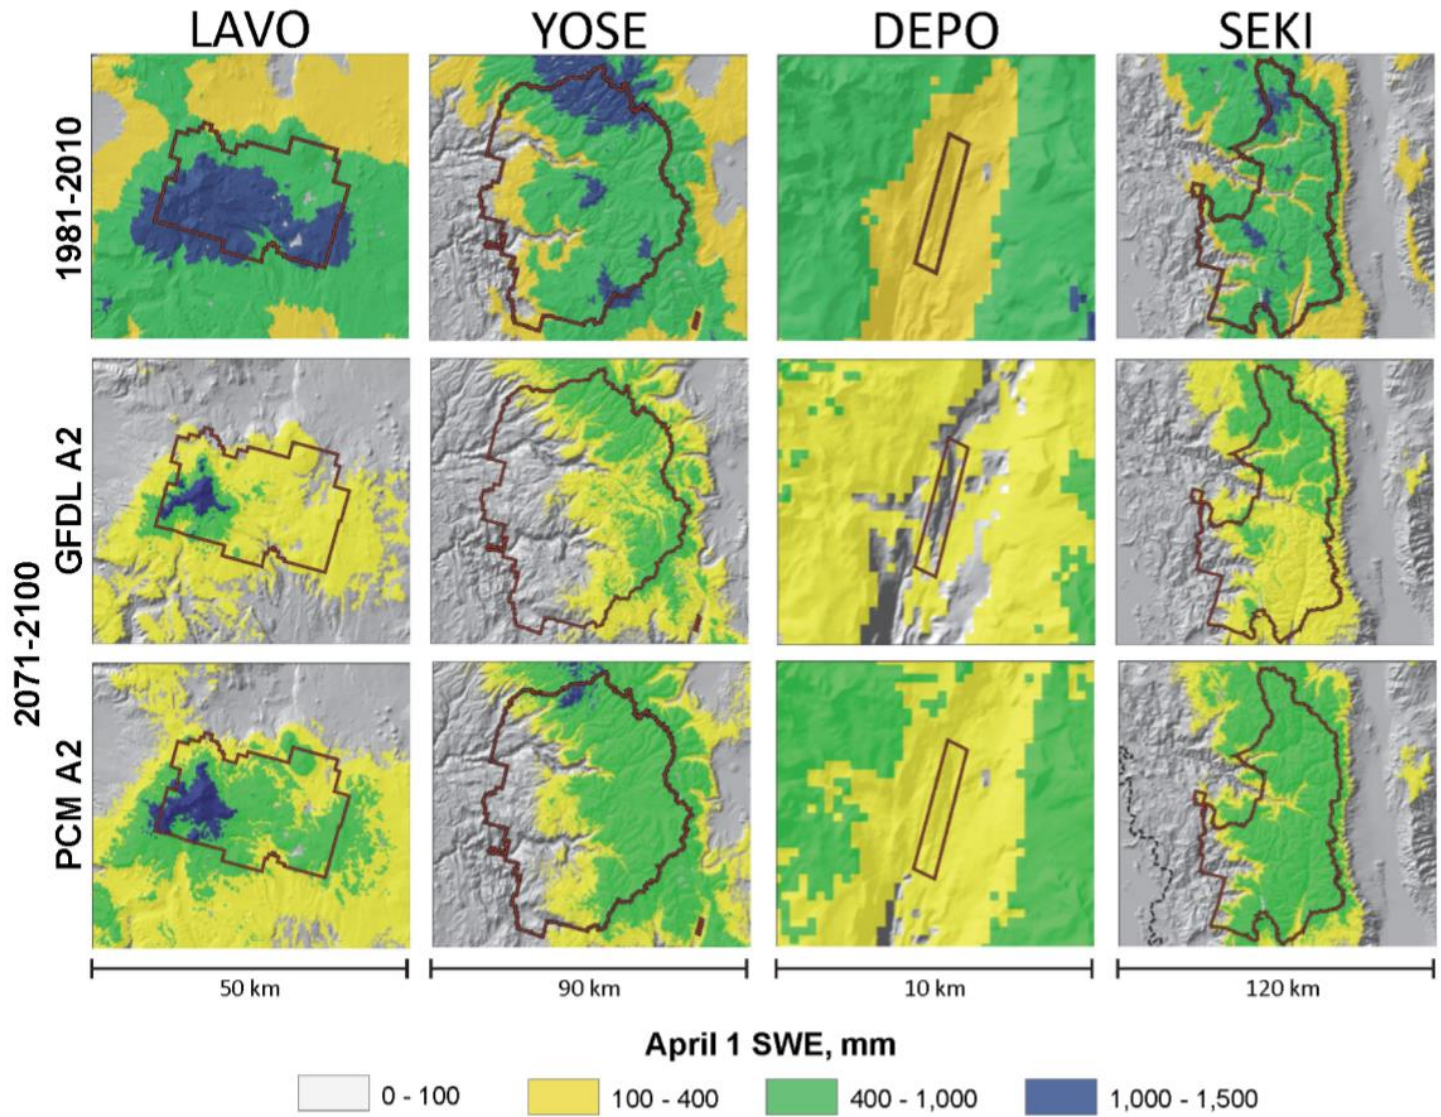 LAVO YOSE DEPO SEKI
1981-2010
2071-2100
GFDL A2
PCM A2
50 km 90 km 10 km 120 km
April 1 SWE, mm
0 - 100 100 - 400 400 - 1,000 1,000 - 1,500